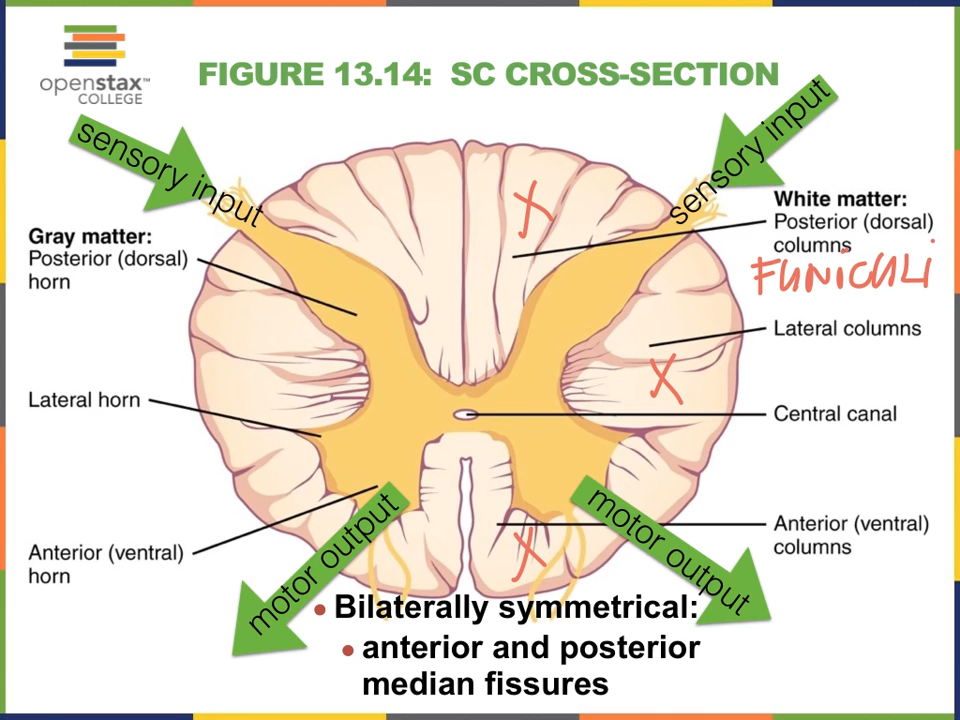 openstax™
COLLEGE
FIGURE 13.14: SC CROSS-SECTION
sensory input
sensory input
Gray matter:
Posterior (dorsal)
horn
Lateral horn
Anterior (ventral)
horn
White matter:
Posterior (dorsal)
columns
FUNiCULi
Lateral columns
Central canal
Anterior (ventral)
columns
X
X
X
motor output
motor output
• Bilaterally symmetrical:
• anterior and posterior
median fissures